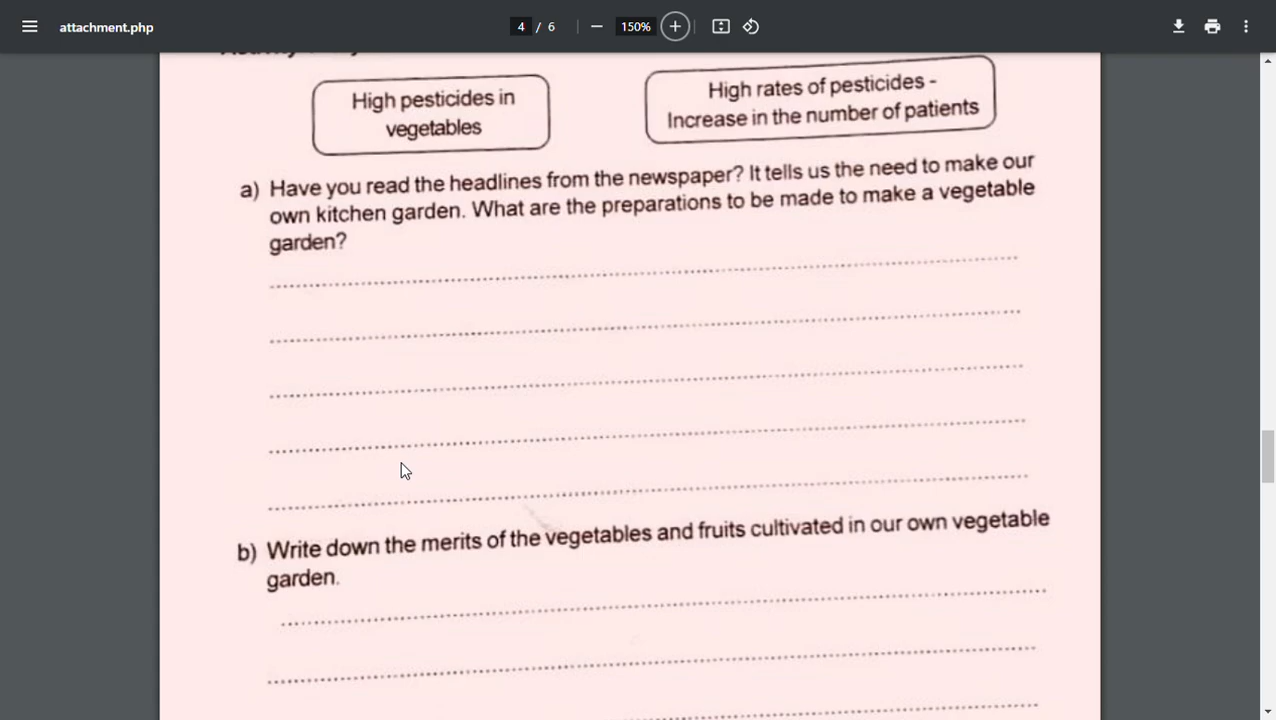 attachment.php
4 / 6
150%
High pesticides in
vegetables
High rates of pesticides -
Increase in the number of patients
a) Have you read the headlines from the newspaper? It tells us the need to make our
own kitchen garden. What are the preparations to be made to make a vegetable
garden?
b) Write down the merits of the vegetables and fruits cultivated in our own vegetable
garden.